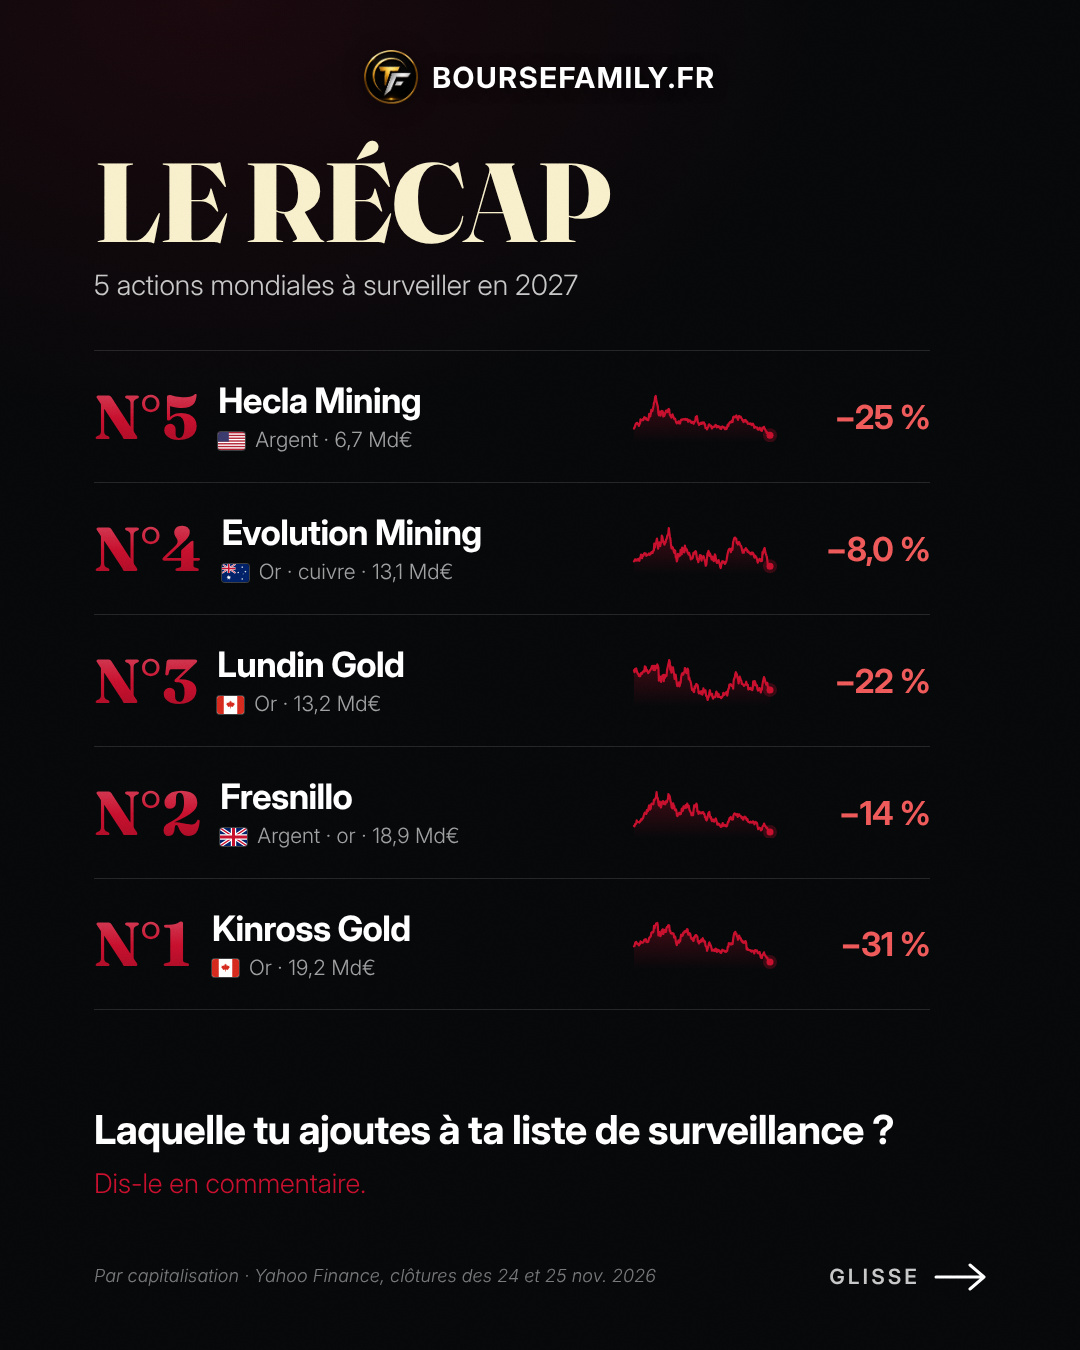 TF BOURSEFAMILY.FR
LE RÉCAP
5 actions mondiales à surveiller en 2027
N°5 Hecla Mining −25 %
Argent · 6,7 Md€
N°4 Evolution Mining −8,0 %
Or · cuivre · 13,1 Md€
N°3 Lundin Gold −22 %
Or · 13,2 Md€
N°2 Fresnillo −14 %
Argent · or · 18,9 Md€
N°1 Kinross Gold −31 %
Or · 19,2 Md€
Laquelle tu ajoutes à ta liste de surveillance ?
Dis-le en commentaire.
Par capitalisation · Yahoo Finance, clôtures des 24 et 25 nov. 2026
GLISSE